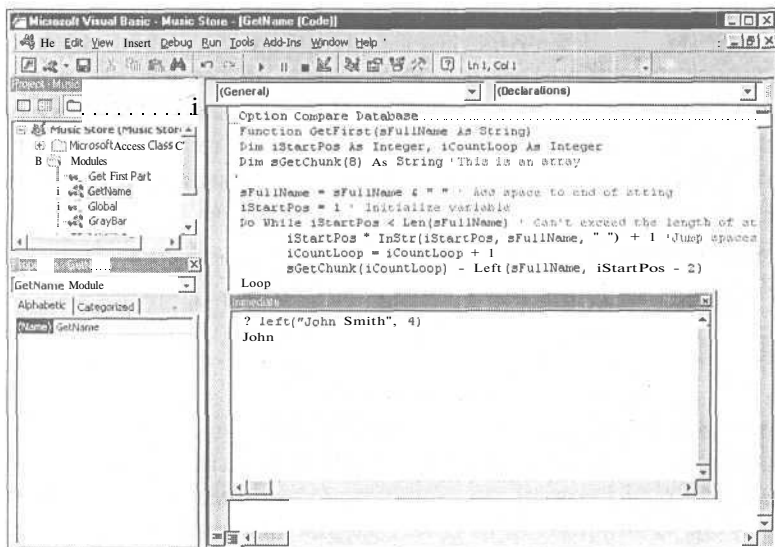 Microsoft Visual Basic - Music Store - [GetName (Code)]
He Edit View Insert Debug Run Tools Add-Ins Window Help
Ln 1, Col 1
Project - Music
(General)
(Declarations)
Music Store (Music Stor
Microsoft Access Class C
B Modules
Get First Part
GetName
Global
GrayBar
GetName Module
Alphabetic Categorized
(Name) GetName
Option Compare Database
Function GetFirst(sFullName As String)
Dim iStartPos As Integer, iCountLoop As Integer
Dim sGetChunk(8) As String 'This is an array
'
sFullName = sFullName & " " ' Add space to end of string
iStartPos = 1 ' Initialize variable
Do While iStartPos < Len(sFullName) ' Can't exceed the length of st
iStartPos * InStr(iStartPos, sFullName, " ") + 1 'Jump spaces
iCountLoop = iCountLoop + 1
sGetChunk(iCountLoop) - Left(sFullName, iStartPos - 2)
Loop
Immediate
? left("John Smith", 4)
John